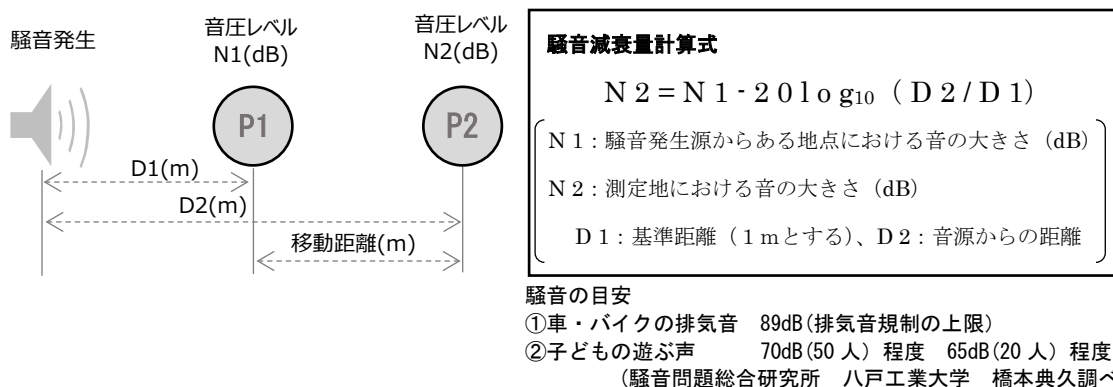 騒音発生
音圧レベル
N1(dB)
音圧レベル
N2(dB)
P1
P2
D1(m)
D2(m)
移動距離(m)
騒音減衰量計算式
N2=N1-20log10（D2/D1)
N1：騒音発生源からある地点における音の大きさ（dB）
N2：測定地における音の大きさ（dB）
D1：基準距離（1ｍとする）、D2：音源からの距離
騒音の目安
①車・バイクの排気音　89dB(排気音規制の上限)
②子どもの遊ぶ声　70dB(50人）程度　65dB(20人）程度
（騒音問題総合研究所　八戸工業大学　橋本典久調べ